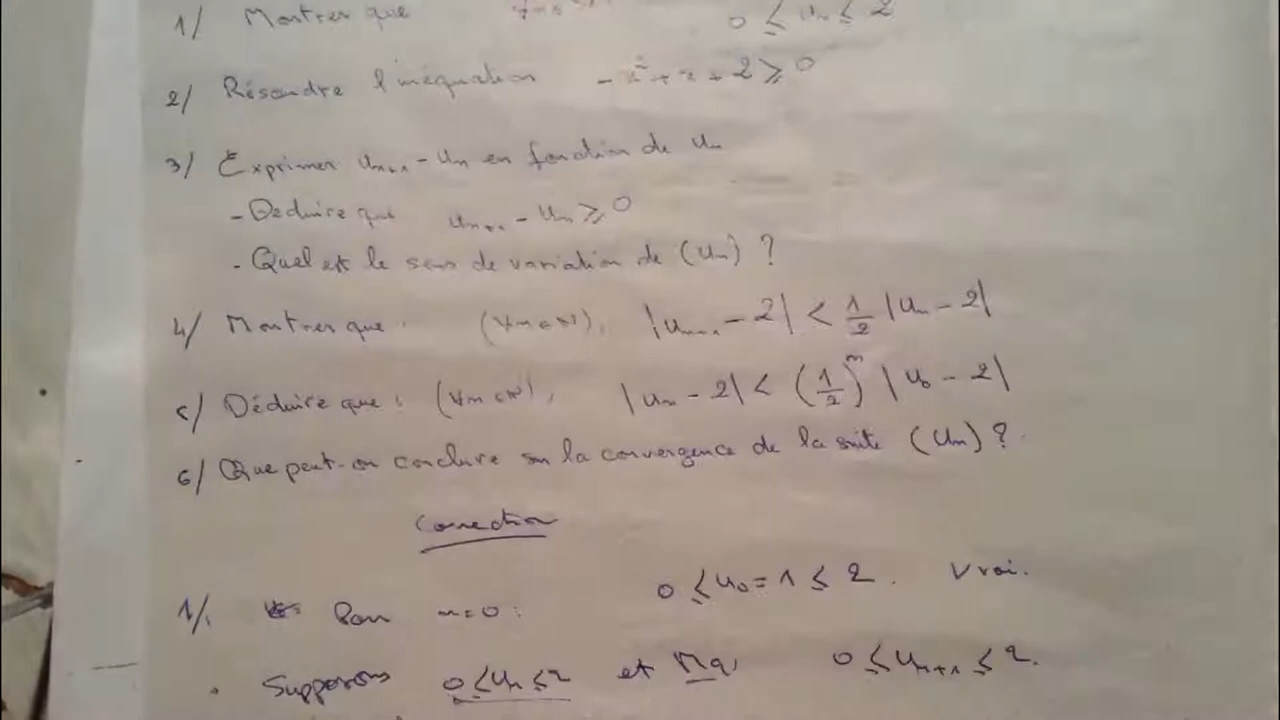 1/ Montrer que 0 ≤ Un ≤ 2
2/ Résoudre l'inéquation - x² + x + 2 ≥ 0
3/ Exprimer Un+1 - Un en fonction de Un
- Déduire que Un+1 - Un ≥ 0
- Quel est le sens de variation de (Un) ?
4/ Montrer que : (∀n∈ℕ), |Un+1 - 2| < 1/2 |Un - 2|
5/ Déduire que : (∀n∈ℕ), |Un - 2| < (1/2)^n |U0 - 2|
6/ Que peut-on conclure sur la convergence de la suite (Un) ?
Correction
1/. Pour n=0 : 0 ≤ U0 = 1 ≤ 2. Vrai.
. Supposons 0 ≤ Un ≤ 2 et Mq 0 ≤ Un+1 ≤ 2.